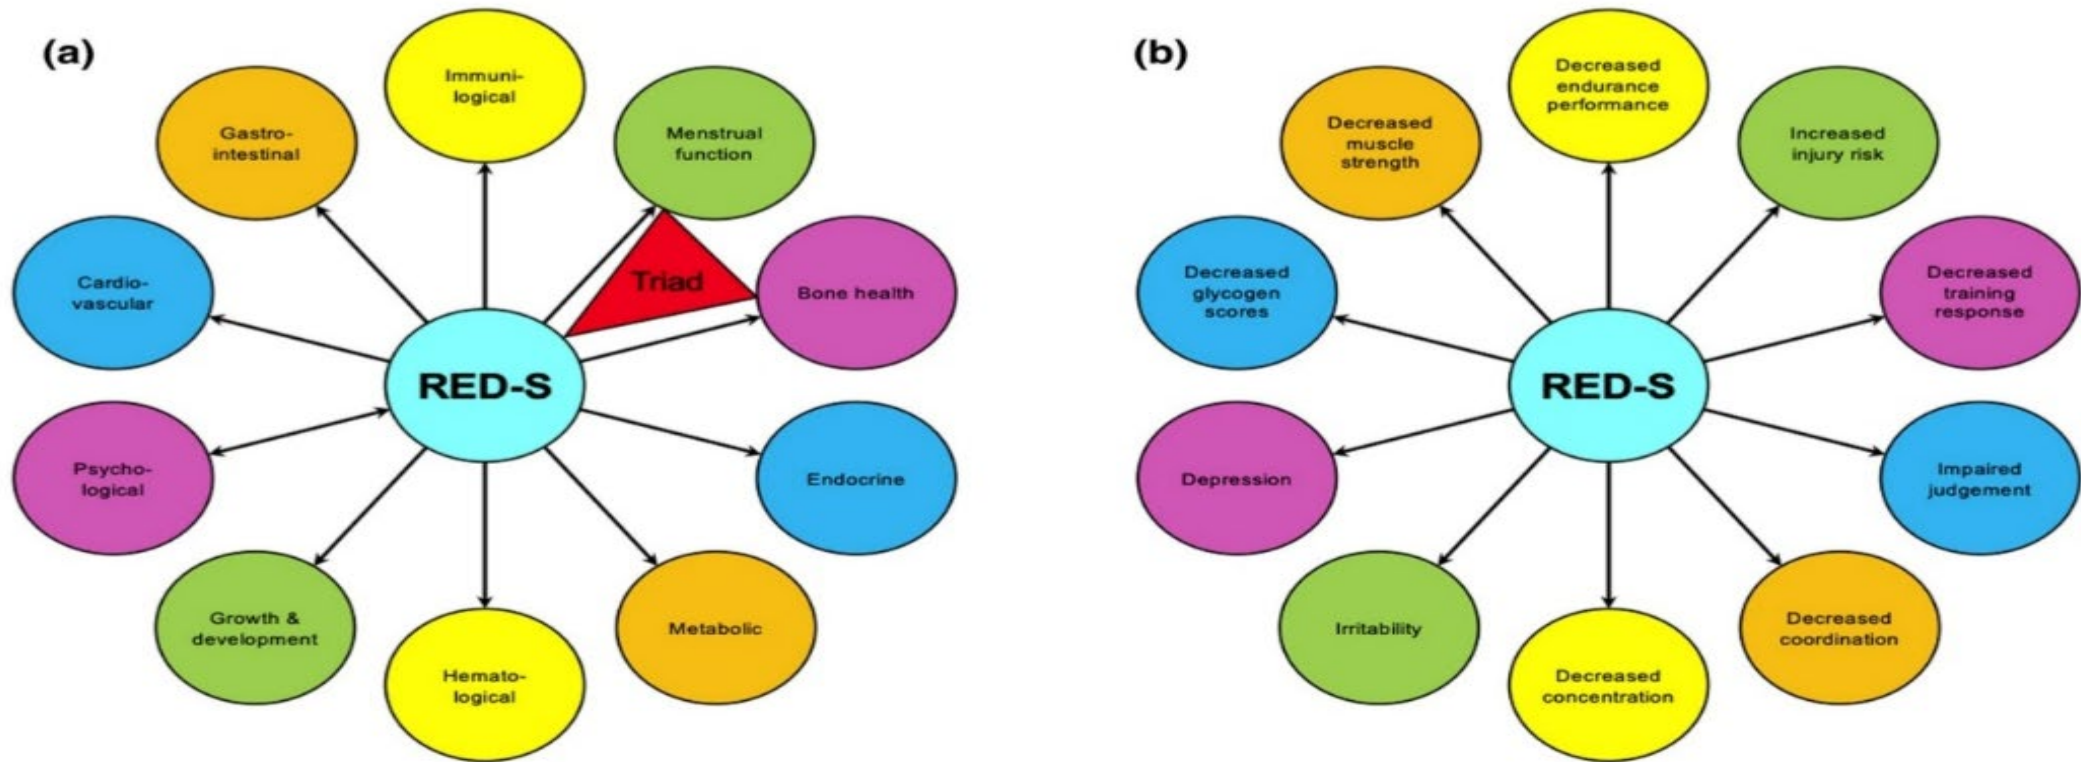 (a)
Immuni-
logical
Gastro-
intestinal
Menstrual
function
Cardio-
vascular
Triad
Bone health
RED-S
Psycho-
logical
Endocrine
Growth &
development
Metabolic
Hemato-
logical
(b)
Decreased
endurance
performance
Decreased
muscle
strength
Increased
injury risk
Decreased
glycogen
scores
Decreased
training
response
RED-S
Depression
Impaired
judgement
Irritability
Decreased
coordination
Decreased
concentration